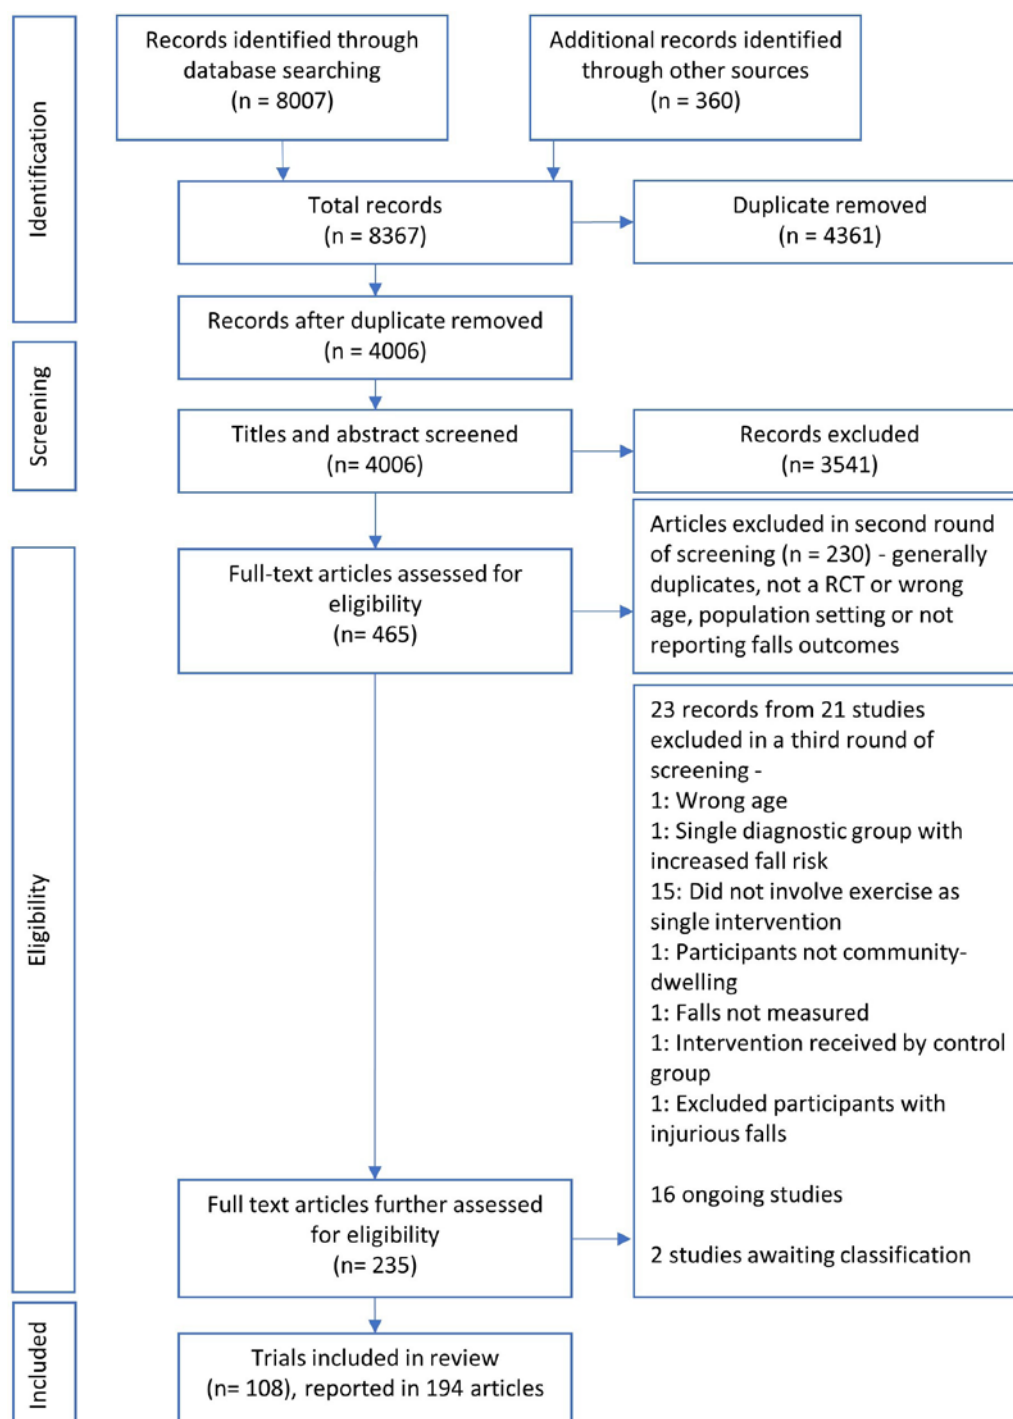 Identification
Records identified through
database searching
(n = 8007)
Additional records identified
through other sources
(n = 360)
Total records
(n = 8367)
Duplicate removed
(n = 4361)
Records after duplicate removed
(n = 4006)
Screening
Titles and abstract screened
(n= 4006)
Records excluded
(n= 3541)
Eligibility
Full-text articles assessed for
eligibility
(n= 465)
Articles excluded in second round
of screening (n = 230) - generally
duplicates, not a RCT or wrong
age, population setting or not
reporting falls outcomes
23 records from 21 studies
excluded in a third round of
screening -
1: Wrong age
1: Single diagnostic group with
increased fall risk
15: Did not involve exercise as
single intervention
1: Participants not community-
dwelling
1: Falls not measured
1: Intervention received by control
group
1: Excluded participants with
injurious falls
16 ongoing studies
2 studies awaiting classification
Full text articles further assessed
for eligibility
(n= 235)
Included
Trials included in review
(n= 108), reported in 194 articles